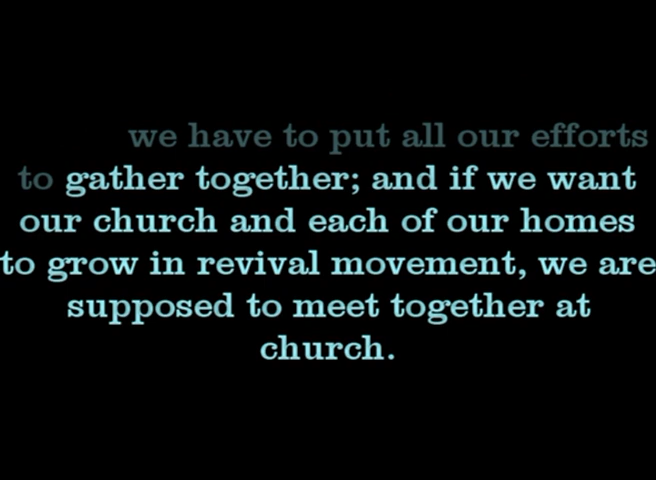 we have to put all our efforts
to gather together; and if we want
our church and each of our homes
to grow in revival movement, we are
supposed to meet together at
church.